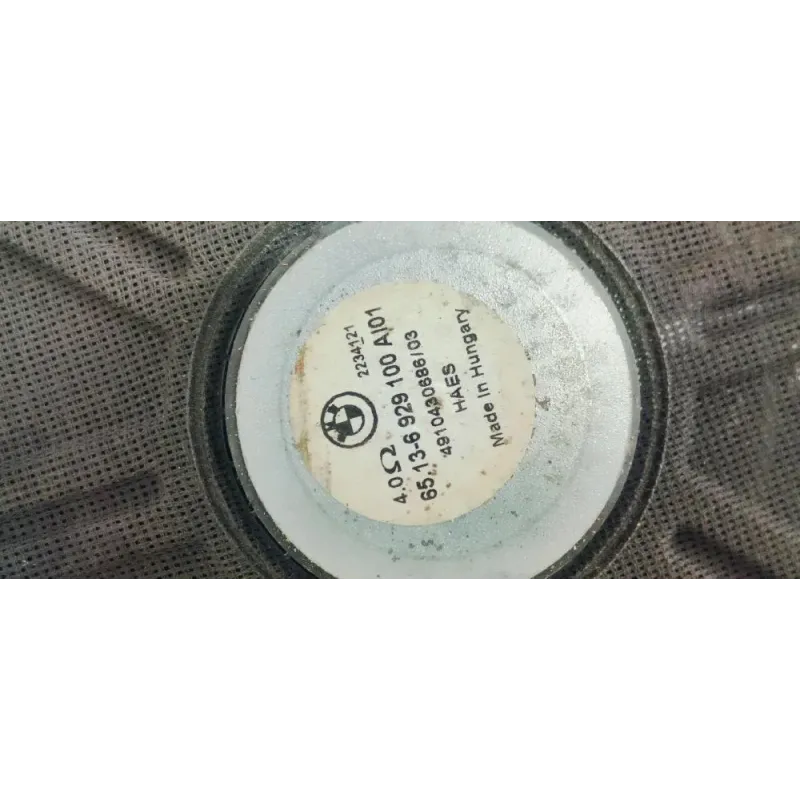 2234121
4.0Ω
65.13-6 929 100 A/01
4910430686/03
HAES
Made In Hungary